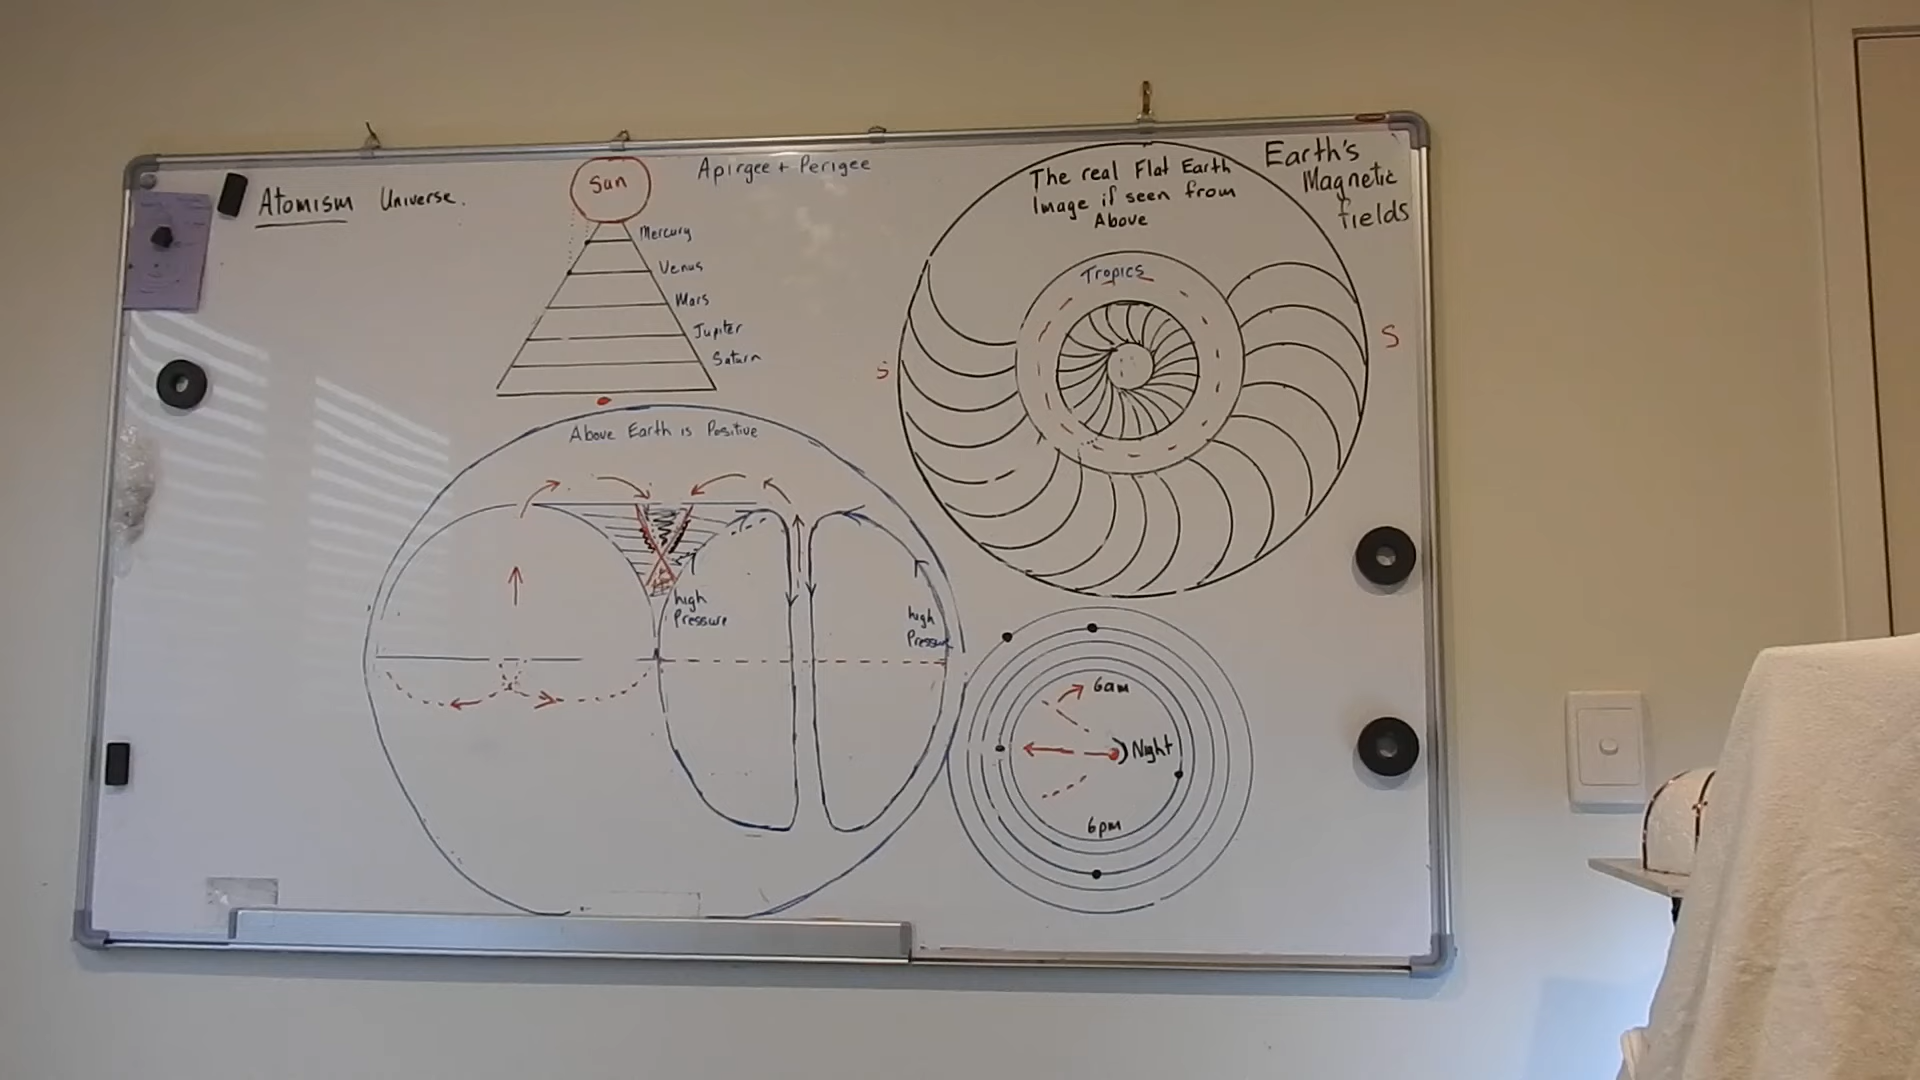 Atomism Universe.
Sun
Apirgee + Perigee
Mercury
Venus
Mars
Jupiter
Saturn
Above Earth is Positive
high
Pressure
high
Pressure
The real Flat Earth
Image if seen from
Above
Earth's
Magnetic
fields
Tropics
S
S
6am
Night
6pm